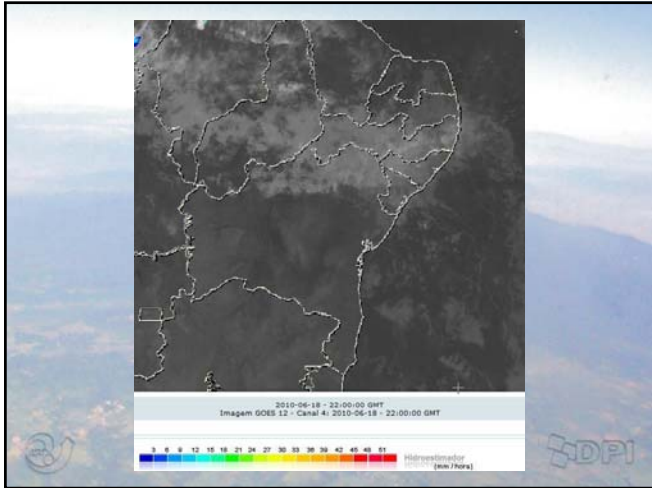 2010-06-18 - 22:00:00 GMT
Imagem GOES 12 - Canal 4: 2010-06-18 - 22:00:00 GMT
3 6 9 12 15 18 21 24 27 30 33 36 39 42 45 48 51
Hidroestimador
(mm / hora)
DPI